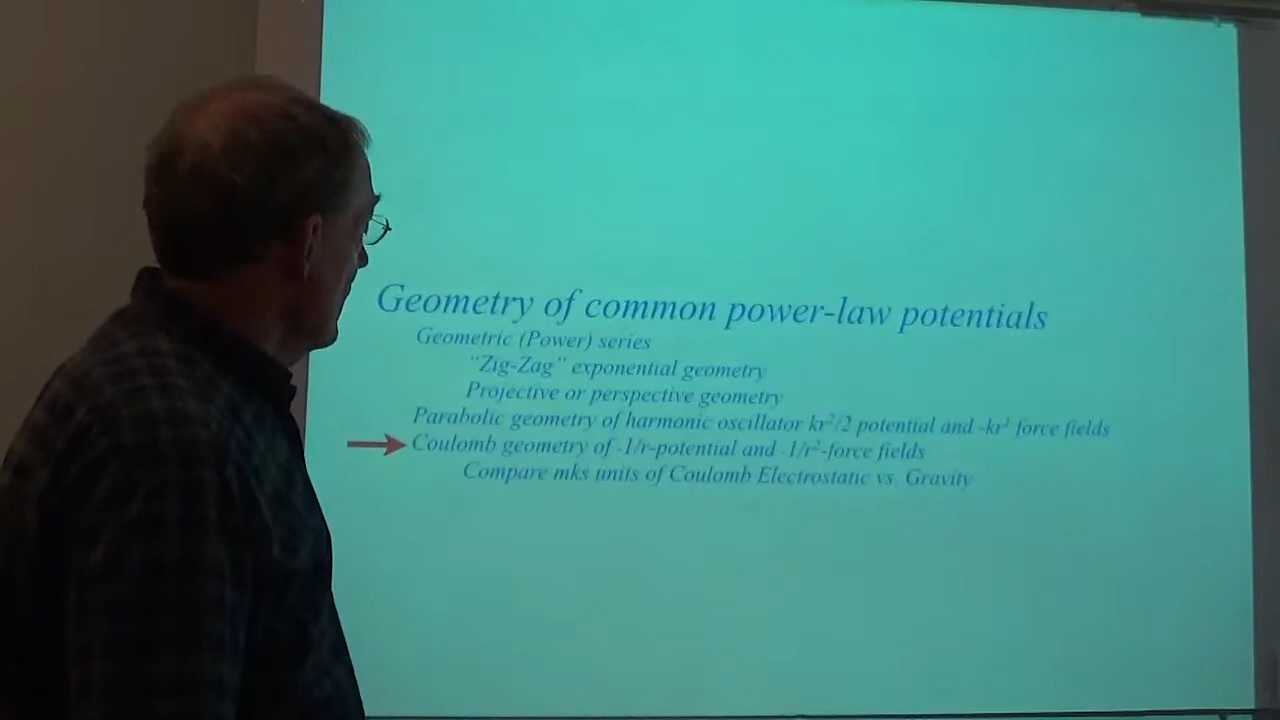 Geometry of common power-law potentials
Geometric (Power) series
"Zig-Zag" exponential geometry
Projective or perspective geometry
Parabolic geometry of harmonic oscillator kr²/2 potential and -kr¹ force fields
Coulomb geometry of -1/r-potential and -1/r²-force fields
Compare mks units of Coulomb Electrostatic vs. Gravity